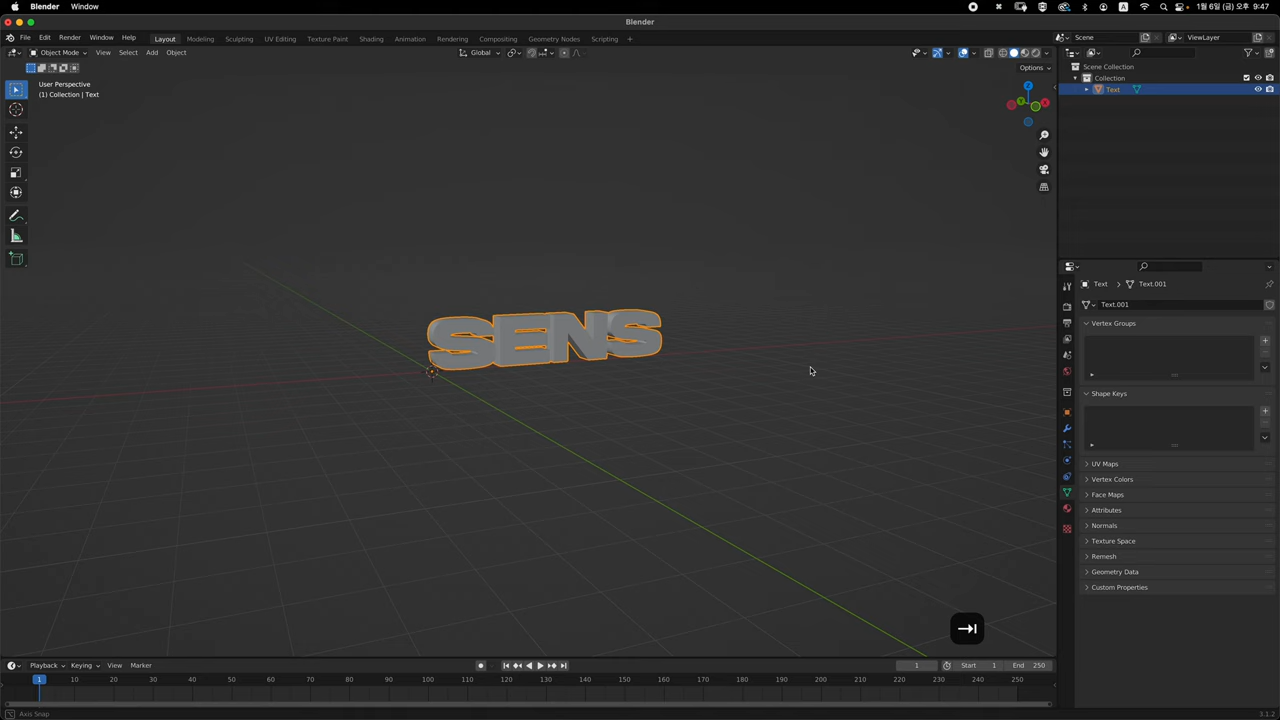 Blender Window 1월 6일(금) 오후 9:47
Blender
File Edit Render Window Help Layout Modeling Sculpting UV Editing Texture Paint Shading Animation Rendering Compositing Geometry Nodes Scripting + Scene ViewLayer
Object Mode View Select Add Object Global
Options
User Perspective
(1) Collection | Text
Scene Collection
Collection
Text
X
Y
Z
SENS
Text > Text.001
Text.001
Vertex Groups
Shape Keys
UV Maps
Vertex Colors
Face Maps
Attributes
Normals
Texture Space
Remesh
Geometry Data
Custom Properties
Playback Keying View Marker 1 Start 1 End 250
1 10 20 30 40 50 60 70 80 90 100 110 120 130 140 150 160 170 180 190 200 210 220 230 240 250
Axis Snap 3.1.2